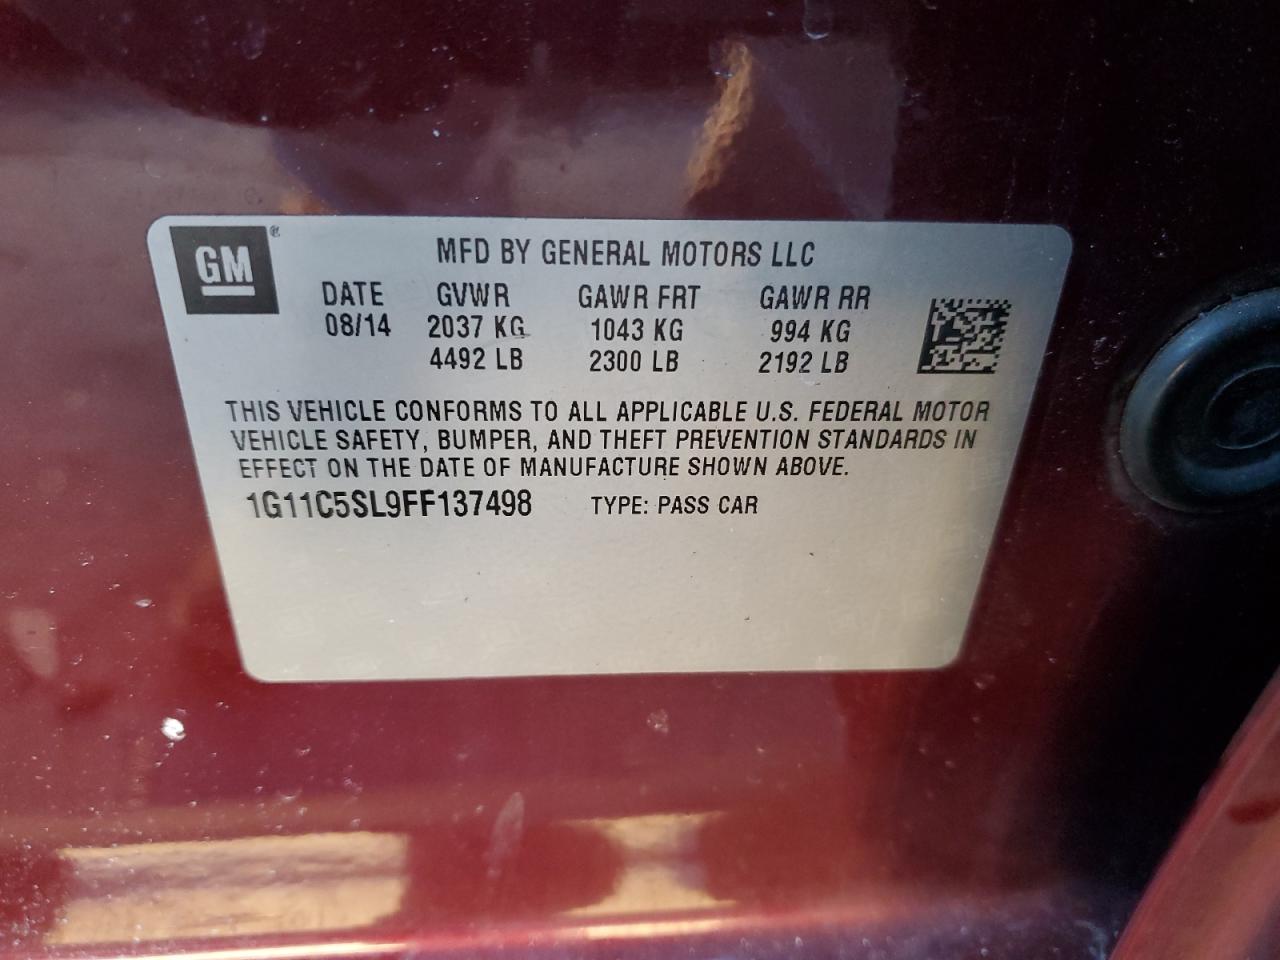 GM®
MFD BY GENERAL MOTORS LLC
DATE GVWR GAWR FRT GAWR RR
08/14 2037 KG 1043 KG 994 KG
4492 LB 2300 LB 2192 LB
THIS VEHICLE CONFORMS TO ALL APPLICABLE U.S. FEDERAL MOTOR
VEHICLE SAFETY, BUMPER, AND THEFT PREVENTION STANDARDS IN
EFFECT ON THE DATE OF MANUFACTURE SHOWN ABOVE.
1G11C5SL9FF137498 TYPE: PASS CAR